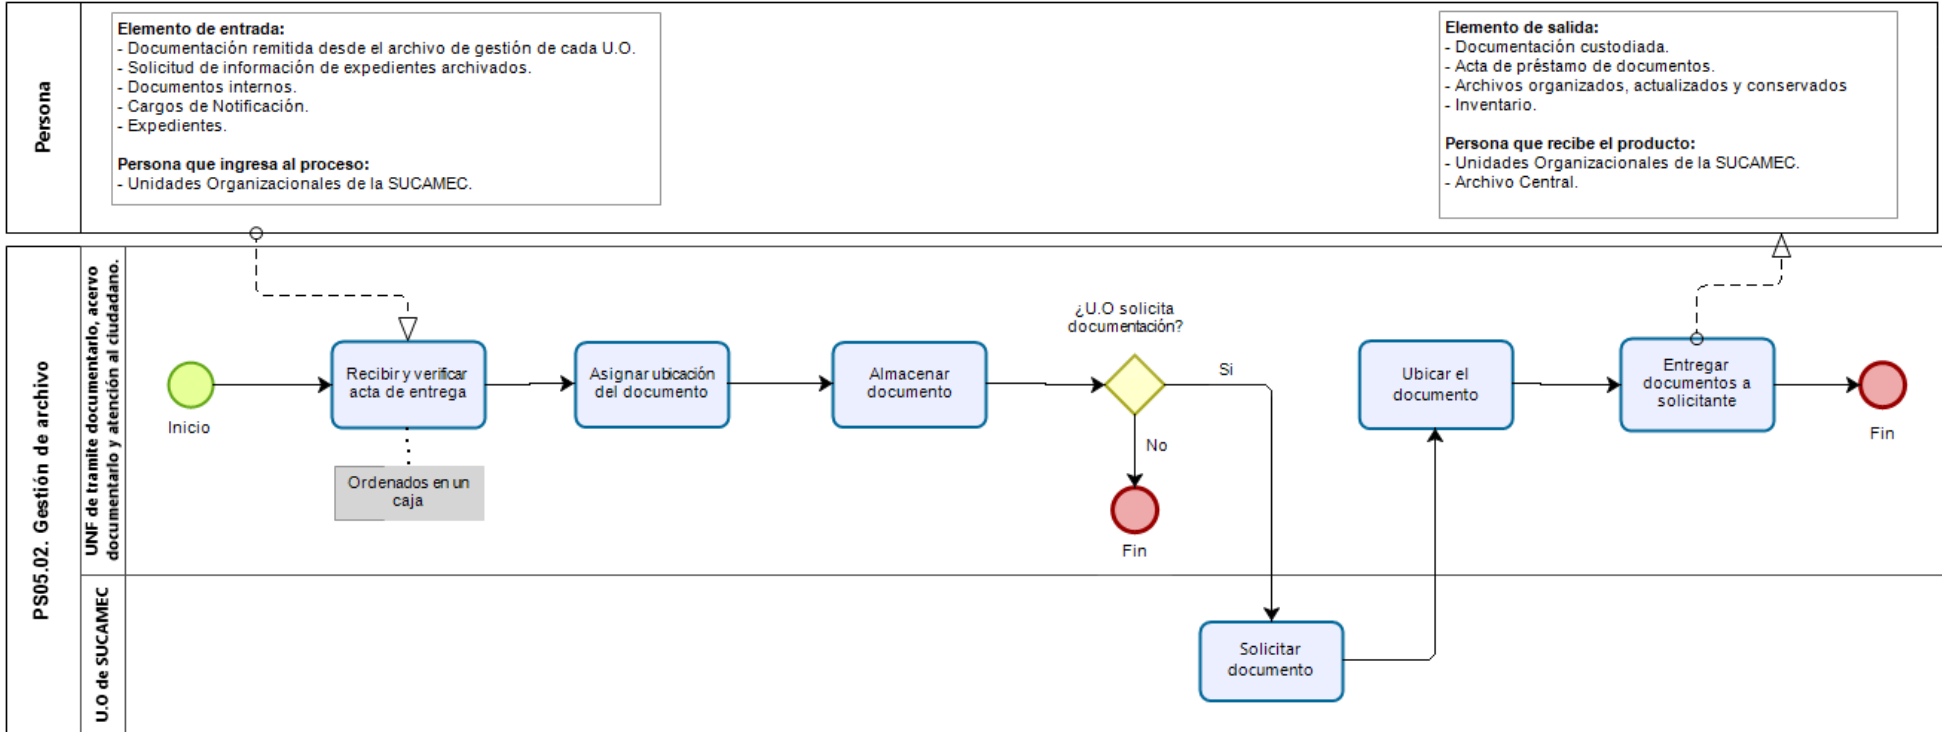 Persona
Elemento de entrada:
- Documentación remitida desde el archivo de gestión de cada U.O.
- Solicitud de información de expedientes archivados.
- Documentos internos.
- Cargos de Notificación.
- Expedientes.
Persona que ingresa al proceso:
- Unidades Organizacionales de la SUCAMEC.
Elemento de salida:
- Documentación custodiada.
- Acta de préstamo de documentos.
- Archivos organizados, actualizados y conservados
- Inventario.
Persona que recibe el producto:
- Unidades Organizacionales de la SUCAMEC.
- Archivo Central.
PS05.02. Gestión de archivo
UNF de tramite documentarlo, acervo
documentarlo y atención al ciudadano.
Inicio
Recibir y verificar
acta de entrega
Ordenados en un
caja
Asignar ubicación
del documento
Almacenar
documento
¿U.O solicita
documentación?
Si
No
Fin
Ubicar el
documento
Entregar
documentos a
solicitante
Fin
U.O de SUCAMEC
Solicitar
documento